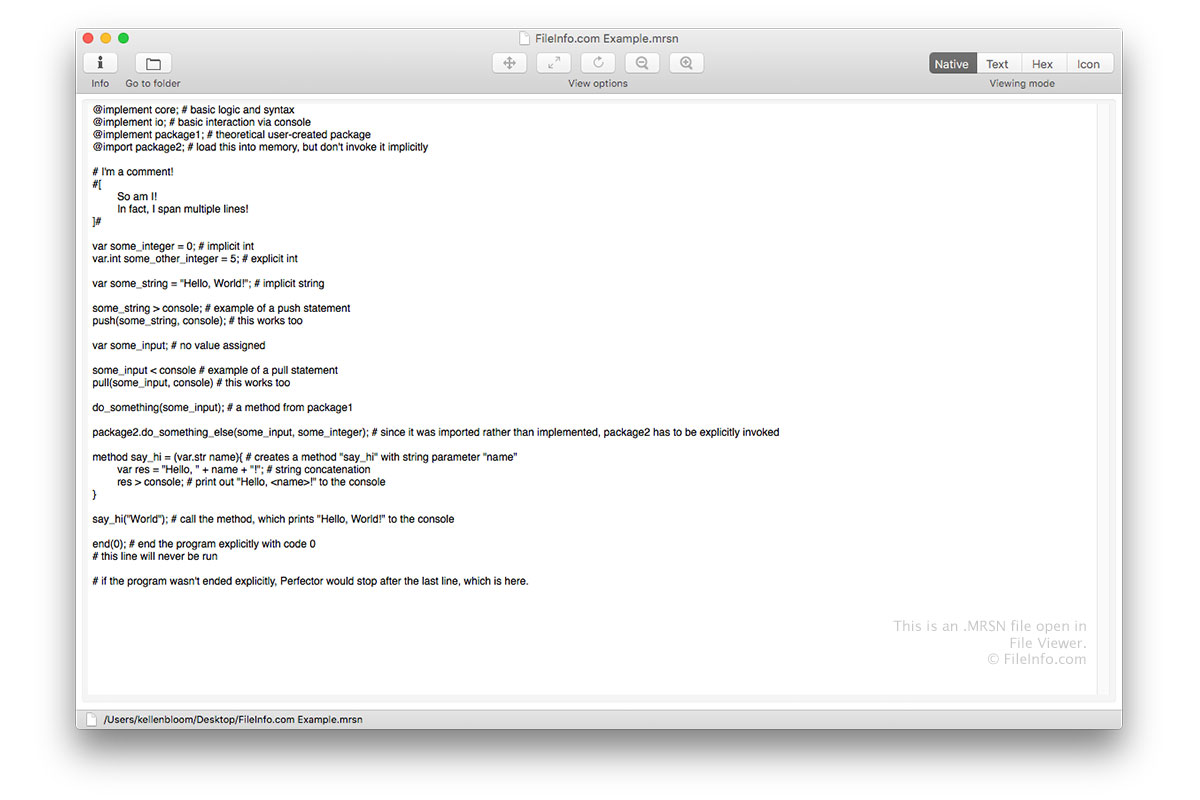 FileInfo.com Example.mrsn
Info
Go to folder
View options
Native
Text
Hex
Icon
Viewing mode
@implement core; # basic logic and syntax
@implement io; # basic interaction via console
@implement package1; # theoretical user-created package
@import package2; # load this into memory, but don't invoke it implicitly
# I'm a comment!
#[
So am I!
In fact, I span multiple lines!
]#
var some_integer = 0; # implicit int
var.int some_other_integer = 5; # explicit int
var some_string = "Hello, World!"; # implicit string
some_string > console; # example of a push statement
push(some_string, console); # this works too
var some_input; # no value assigned
some_input < console # example of a pull statement
pull(some_input, console) # this works too
do_something(some_input); # a method from package1
package2.do_something_else(some_input, some_integer); # since it was imported rather than implemented, package2 has to be explicitly invoked
method say_hi = (var.str name){ # creates a method "say_hi" with string parameter "name"
var res = "Hello, " + name + "!"; # string concatenation
res > console; # print out "Hello, <name>!" to the console
}
say_hi("World"); # call the method, which prints "Hello, World!" to the console
end(0); # end the program explicitly with code 0
# this line will never be run
# if the program wasn't ended explicitly, Perfector would stop after the last line, which is here.
This is an .MRSN file open in
File Viewer.
© FileInfo.com
/Users/kellenbloom/Desktop/FileInfo.com Example.mrsn